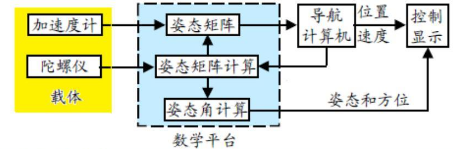 加速度计
陀螺仪
载体
姿态矩阵
姿态矩阵计算
姿态角计算
数学平台
导航
计算机
位置
速度
控制
显示
姿态和方位